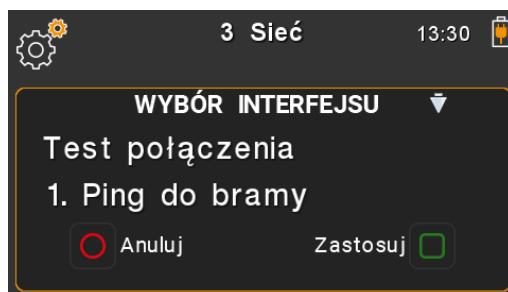 3 Sieć 13:30
WYBÓR INTERFEJSU
Test połączenia
1. Ping do bramy
Anuluj Zastosuj